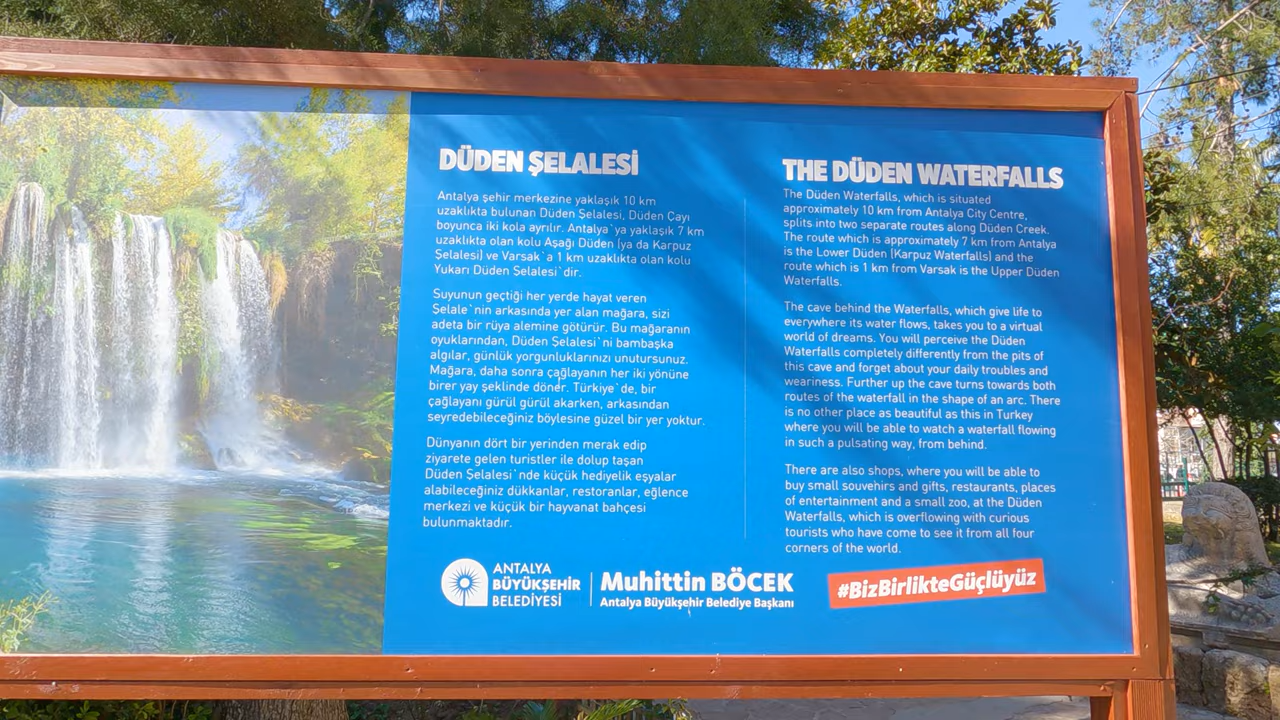 DÜDEN ŞELALESİ
Antalya şehir merkezine yaklaşık 10 km
uzaklıkta bulunan Düden Şelalesi, Düden Çayı
boyunca iki kola ayrılır. Antalya`ya yaklaşık 7 km
uzaklıkta olan kolu Aşağı Düden (ya da Karpuz
Şelalesi) ve Varsak`a 1 km uzaklıkta olan kolu
Yukarı Düden Şelalesi`dir.
Suyunun geçtiği her yerde hayat veren
Şelale`nin arkasında yer alan mağara, sizi
adeta bir rüya alemine götürür. Bu mağaranın
oyuklarından, Düden Şelalesi`ni bambaşka
algılar, günlük yorgunluklarınızı unutursunuz.
Mağara, daha sonra çağlayanın her iki yönüne
birer yay şeklinde döner. Türkiye`de, bir
çağlayanı gürül gürül akarken, arkasından
seyredebileceğiniz böylesine güzel bir yer yoktur.
Dünyanın dört bir yerinden merak edip
ziyarete gelen turistler ile dolup taşan
Düden Şelalesi`nde küçük hediyelik eşyalar
alabileceğiniz dükkanlar, restoranlar, eğlence
merkezi ve küçük bir hayvanat bahçesi
bulunmaktadır.
THE DÜDEN WATERFALLS
The Düden Waterfalls, which is situated
approximately 10 km from Antalya City Centre,
splits into two separate routes along Düden Creek.
The route which is approximately 7 km from Antalya
is the Lower Düden (Karpuz Waterfalls) and the
route which is 1 km from Varsak is the Upper Düden
Waterfalls.
The cave behind the Waterfalls, which give life to
everywhere its water flows, takes you to a virtual
world of dreams. You will perceive the Düden
Waterfalls completely differently from the pits of
this cave and forget about your daily troubles and
weariness. Further up the cave turns towards both
routes of the waterfall in the shape of an arc. There
is no other place as beautiful as this in Turkey
where you will be able to watch a waterfall flowing
in such a pulsating way, from behind.
There are also shops, where you will be able to
buy small souvehirs and gifts, restaurants, places
of entertainment and a small zoo, at the Düden
Waterfalls, which is overflowing with curious
tourists who have come to see it from all four
corners of the world.
ANTALYA
BÜYÜKŞEHİR
BELEDİYESİ
Muhittin BÖCEK
Antalya Büyükşehir Belediye Başkanı
#BizBirlikteGüçlüyüz